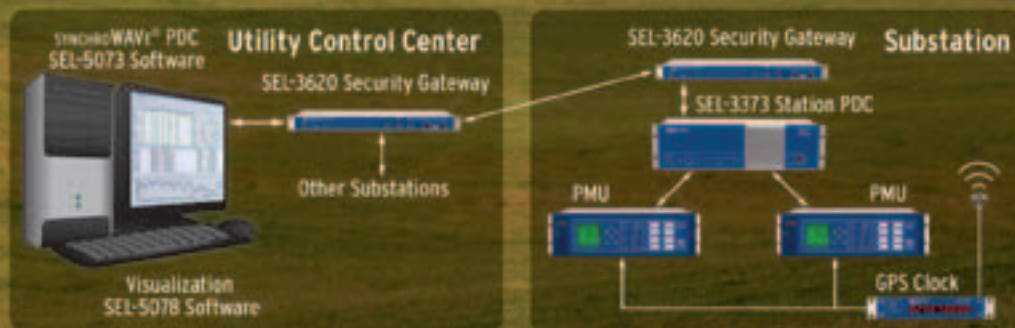 SYNCHROWAVE® PDC
SEL-5073 Software
Utility Control Center
SEL-3620 Security Gateway
Other Substations
Visualization
SEL-5078 Software
SEL-3620 Security Gateway
Substation
SEL-3373 Station PDC
PMU
PMU
GPS Clock